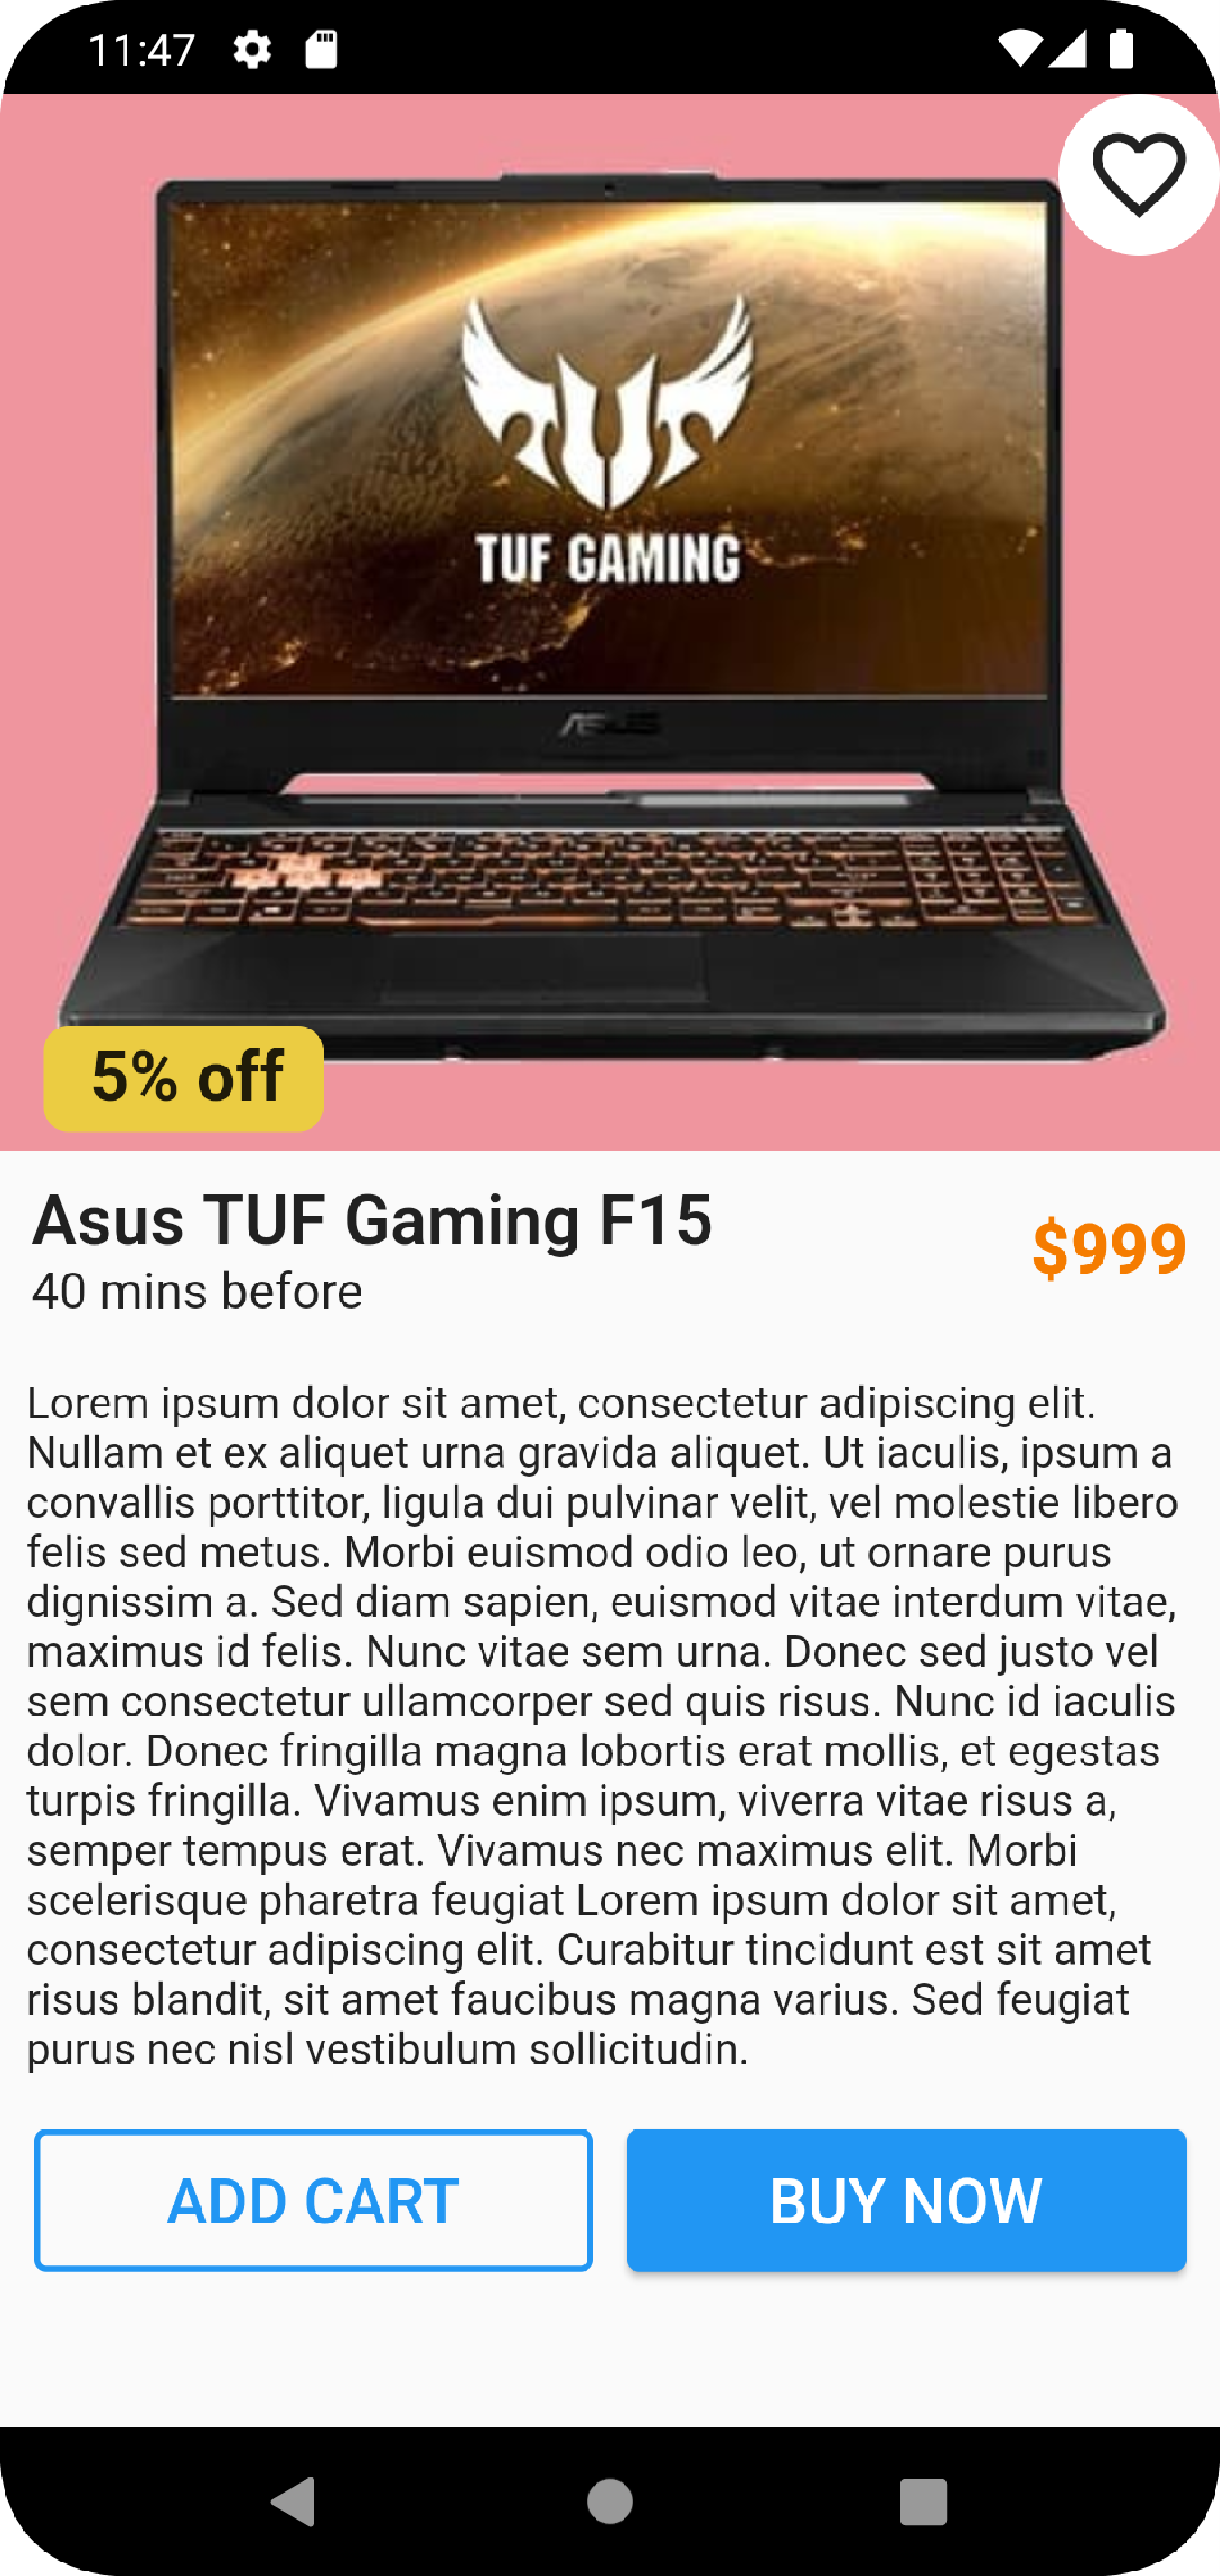 11:47
TUF GAMING
ASUS
5% off
Asus TUF Gaming F15
$999
40 mins before
Lorem ipsum dolor sit amet, consectetur adipiscing elit.
Nullam et ex aliquet urna gravida aliquet. Ut iaculis, ipsum a
convallis porttitor, ligula dui pulvinar velit, vel molestie libero
felis sed metus. Morbi euismod odio leo, ut ornare purus
dignissim a. Sed diam sapien, euismod vitae interdum vitae,
maximus id felis. Nunc vitae sem urna. Donec sed justo vel
sem consectetur ullamcorper sed quis risus. Nunc id iaculis
dolor. Donec fringilla magna lobortis erat mollis, et egestas
turpis fringilla. Vivamus enim ipsum, viverra vitae risus a,
semper tempus erat. Vivamus nec maximus elit. Morbi
scelerisque pharetra feugiat Lorem ipsum dolor sit amet,
consectetur adipiscing elit. Curabitur tincidunt est sit amet
risus blandit, sit amet faucibus magna varius. Sed feugiat
purus nec nisl vestibulum sollicitudin.
ADD CART
BUY NOW